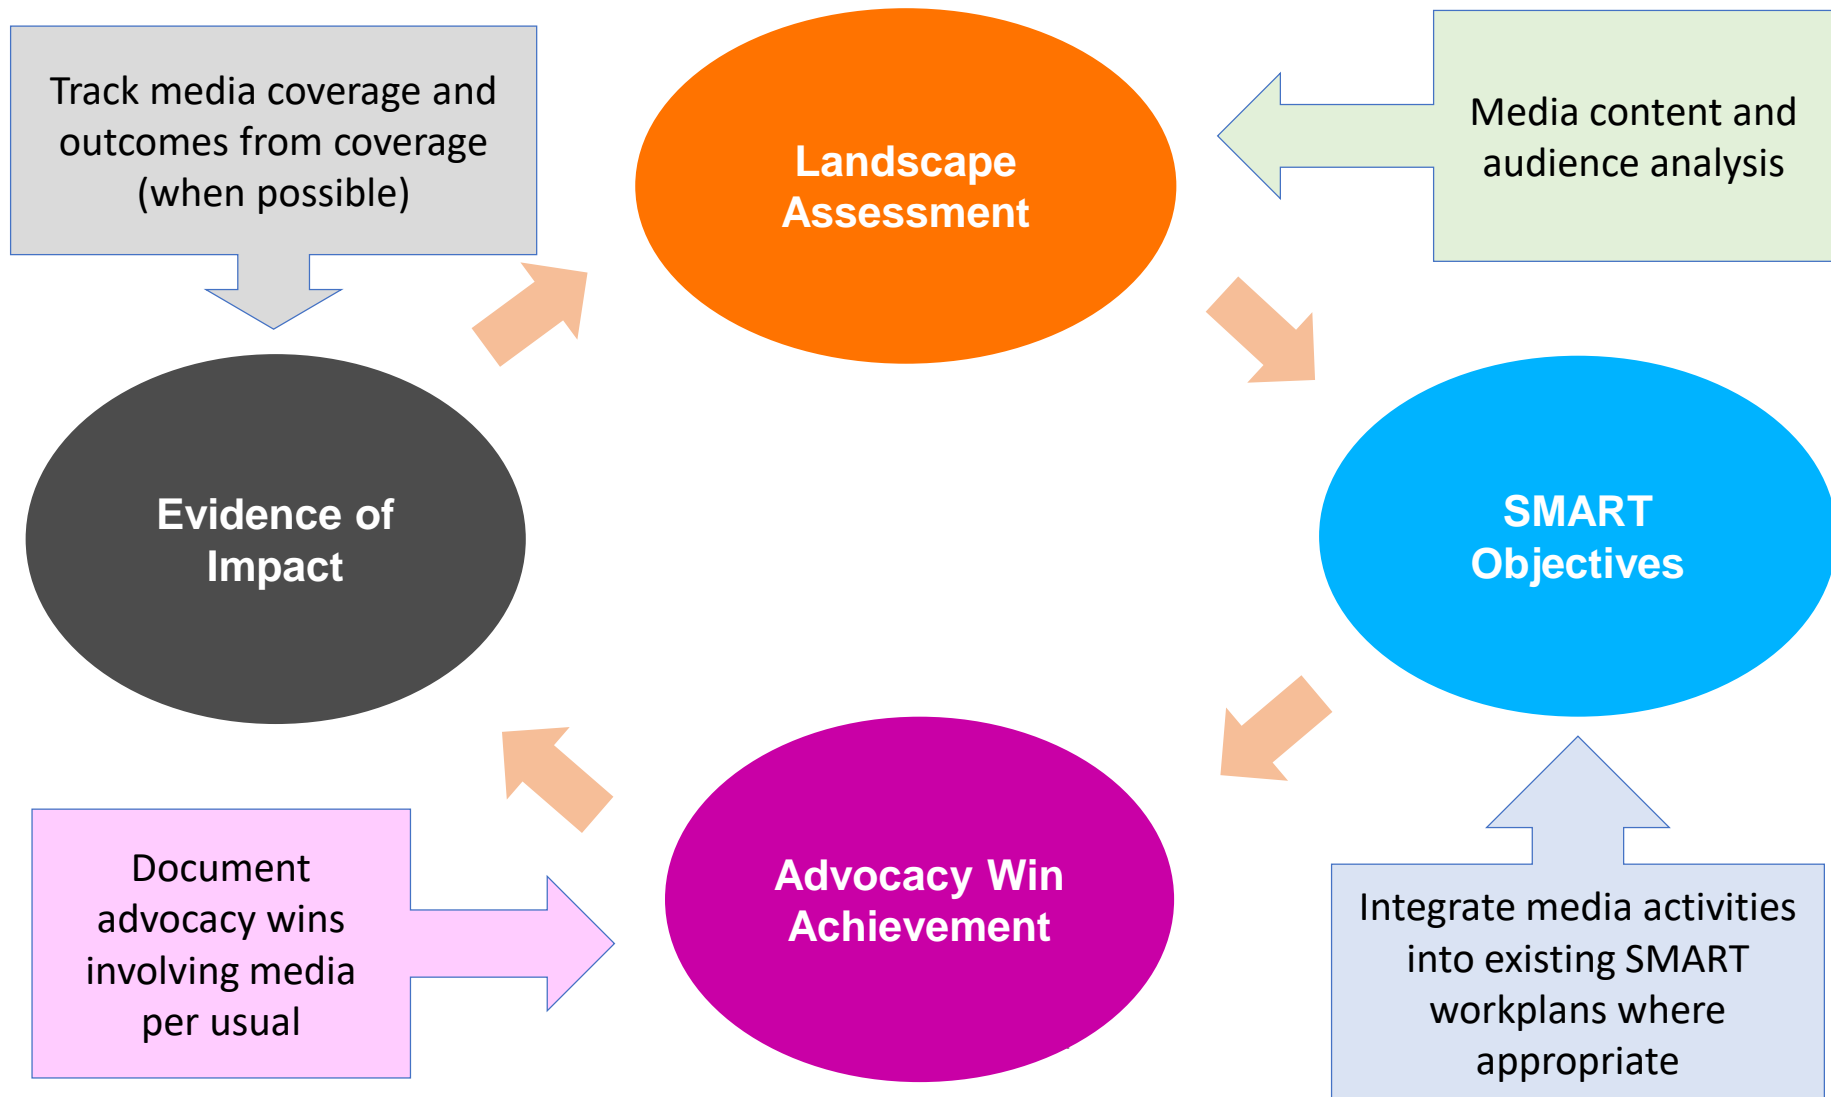 Track media coverage and
outcomes from coverage
(when possible)
Landscape
Assessment
Media content and
audience analysis
Evidence of
Impact
SMART
Objectives
Document
advocacy wins
involving media
per usual
Advocacy Win
Achievement
Integrate media activities
into existing SMART
workplans where
appropriate